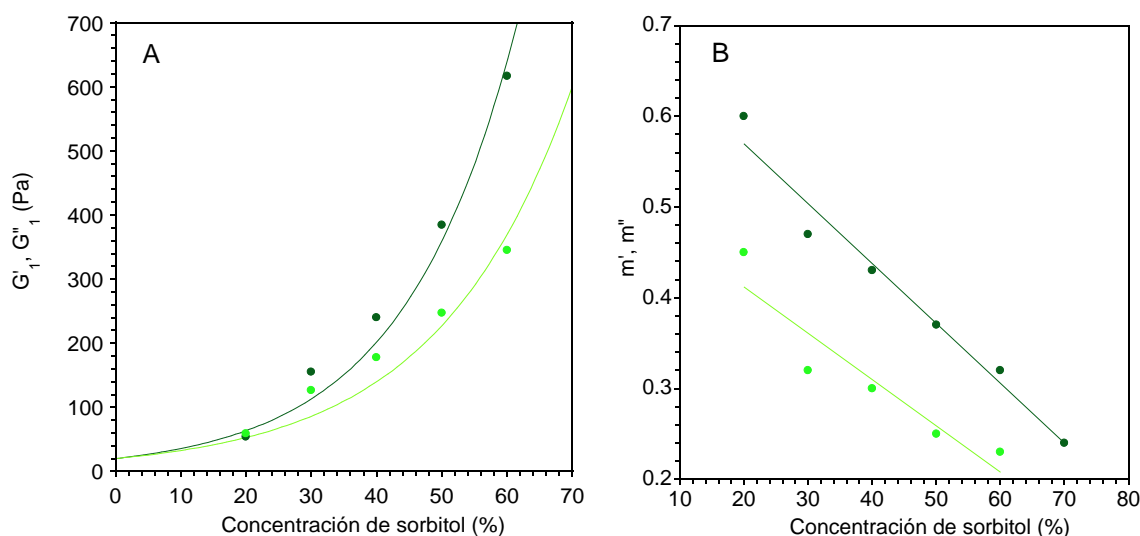 A
700
600
500
400
300
200
100
0
G'1, G"1 (Pa)
0 10 20 30 40 50 60 70
Concentración de sorbitol (%)
B
0.7
0.6
0.5
0.4
0.3
0.2
m', m"
10 20 30 40 50 60 70 80
Concentración de sorbitol (%)